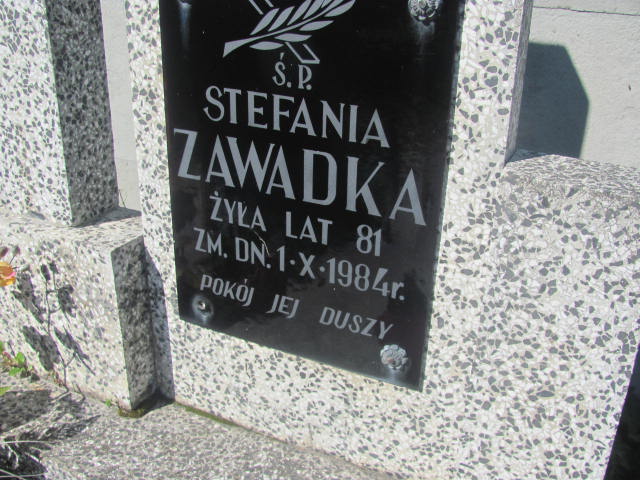 Ś.P.
STEFANIA
ZAWADKA
ŻYŁA LAT 81
ZM. DN. 1·X·1984r.
POKÓJ JEJ DUSZY